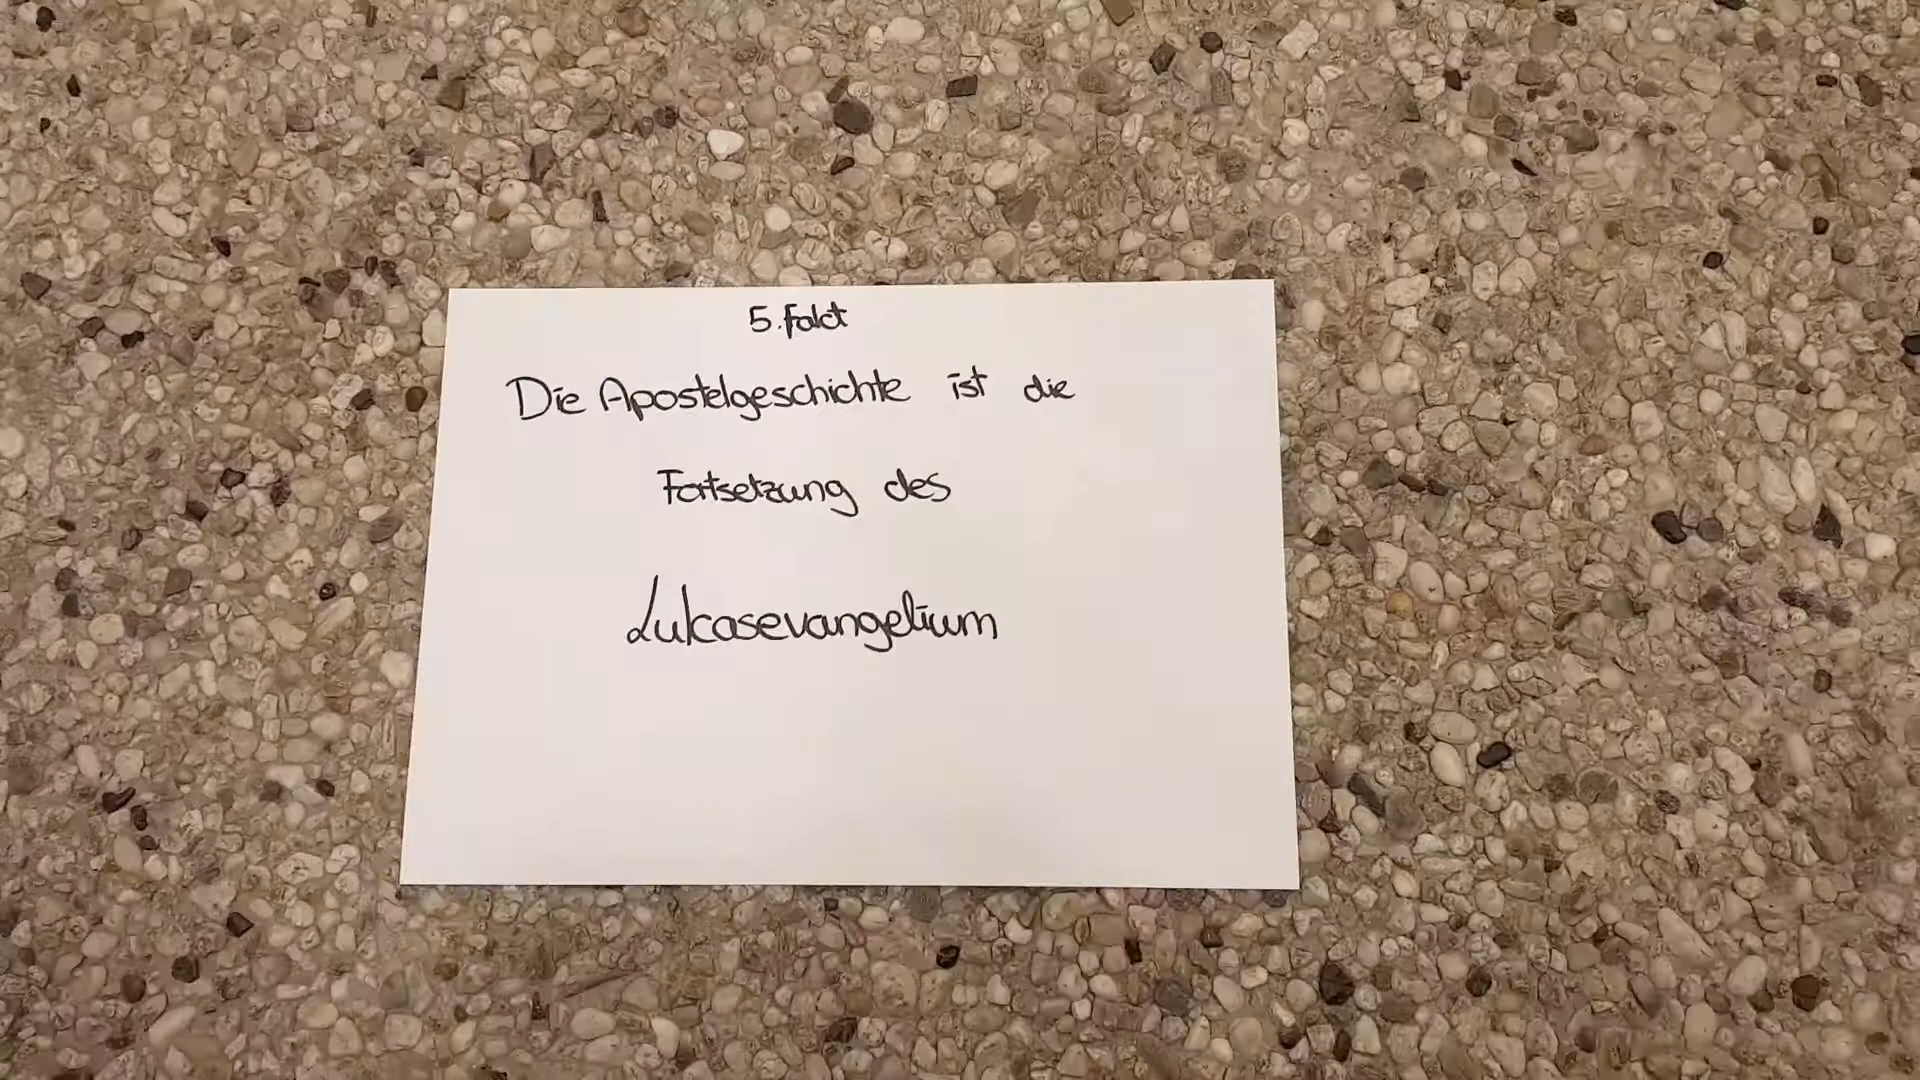 5. Fakt
Die Apostelgeschichte ist die
Fortsetzung des
Lukasevangelium